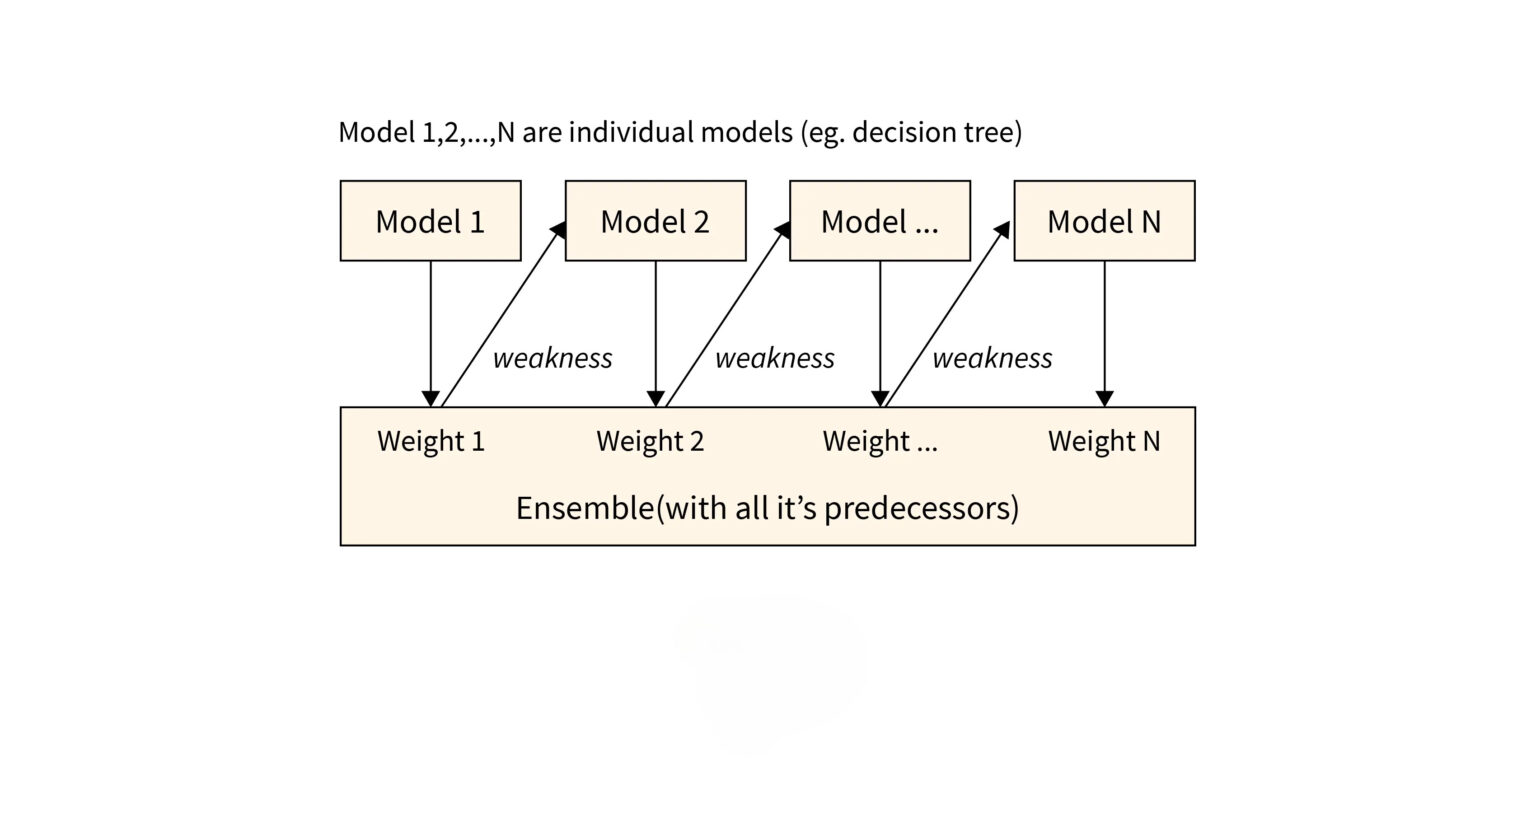 Model 1,2,...,N are individual models (eg. decision tree)
Model 1 Model 2 Model ... Model N
weakness weakness weakness
Weight 1 Weight 2 Weight ... Weight N
Ensemble(with all it’s predecessors)